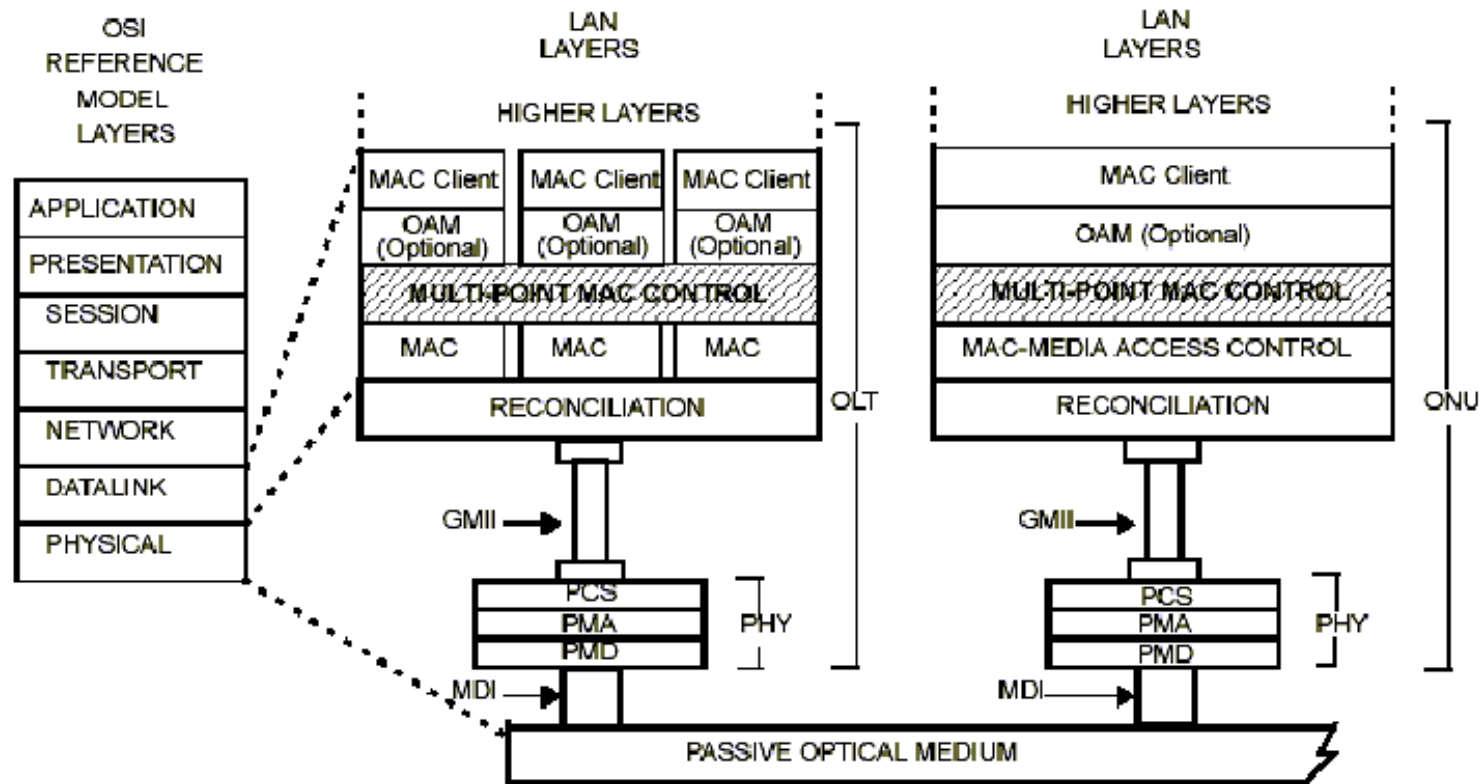 OSI
REFERENCE
MODEL
LAYERS
APPLICATION
PRESENTATION
SESSION
TRANSPORT
NETWORK
DATALINK
PHYSICAL
LAN
LAYERS
HIGHER LAYERS
MAC Client MAC Client MAC Client
OAM OAM OAM
(Optional) (Optional) (Optional)
MULTI-POINT MAC CONTROL
MAC MAC MAC
RECONCILIATION
OLT
GMII
PCS
PMA
PMD
PHY
MDI
LAN
LAYERS
HIGHER LAYERS
MAC Client
OAM (Optional)
MULTI-POINT MAC CONTROL
MAC-MEDIA ACCESS CONTROL
RECONCILIATION
ONU
GMII
PCS
PMA
PMD
PHY
MDI
PASSIVE OPTICAL MEDIUM